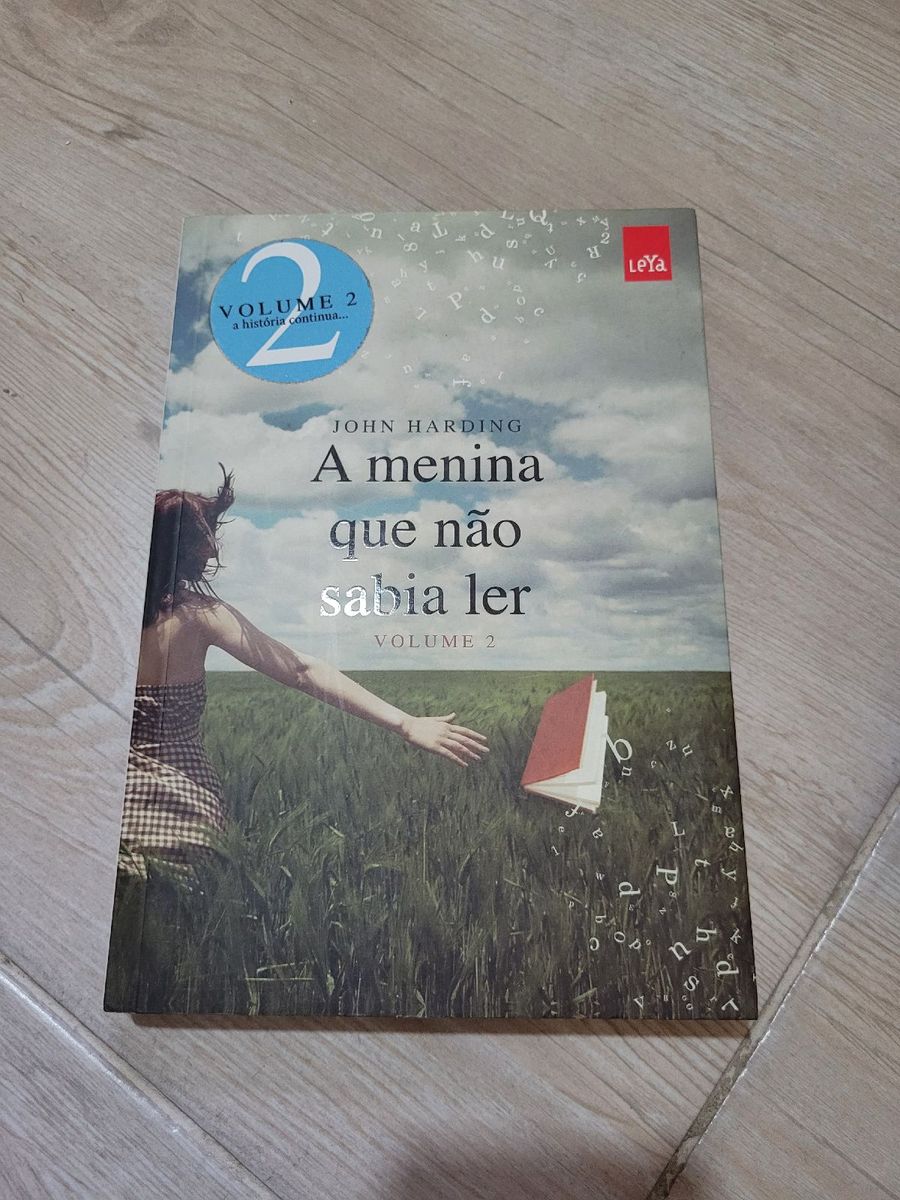 2
VOLUME 2
a história continua...
LeYa
JOHN HARDING
A menina
que não
sabia ler
VOLUME 2